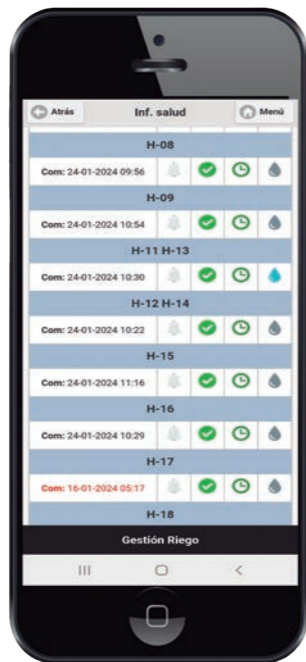 Atrás Inf. salud Menú
H-08
Com: 24-01-2024 09:56
H-09
Com: 24-01-2024 10:54
H-11 H-13
Com: 24-01-2024 10:30
H-12 H-14
Com: 24-01-2024 10:22
H-15
Com: 24-01-2024 11:16
H-16
Com: 24-01-2024 10:29
H-17
Com: 16-01-2024 05:17
H-18
Gestión Riego